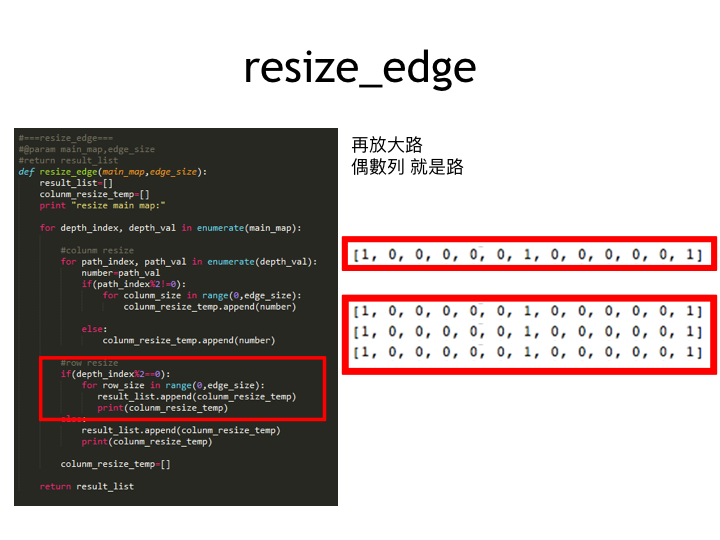 resize_edge
#===resize_edge===
#@param main_map,edge_size
#return result_list
def resize_edge(main_map,edge_size):
result_list=[]
colunm_resize_temp=[]
print "resize main map:"
for depth_index, depth_val in enumerate(main_map):
#colunm resize
for path_index, path_val in enumerate(depth_val):
number=path_val
if(path_index%2!=0):
for colunm_size in range(0,edge_size):
colunm_resize_temp.append(number)
else:
colunm_resize_temp.append(number)
#row resize
if(depth_index%2==0):
for row_size in range(0,edge_size):
result_list.append(colunm_resize_temp)
print(colunm_resize_temp)
else:
result_list.append(colunm_resize_temp)
print(colunm_resize_temp)
colunm_resize_temp=[]
return result_list
再放大路
偶數列 就是路
[1, 0, 0, 0, 0, 0, 1, 0, 0, 0, 0, 0, 1]
[1, 0, 0, 0, 0, 0, 1, 0, 0, 0, 0, 0, 1]
[1, 0, 0, 0, 0, 0, 1, 0, 0, 0, 0, 0, 1]
[1, 0, 0, 0, 0, 0, 1, 0, 0, 0, 0, 0, 1]